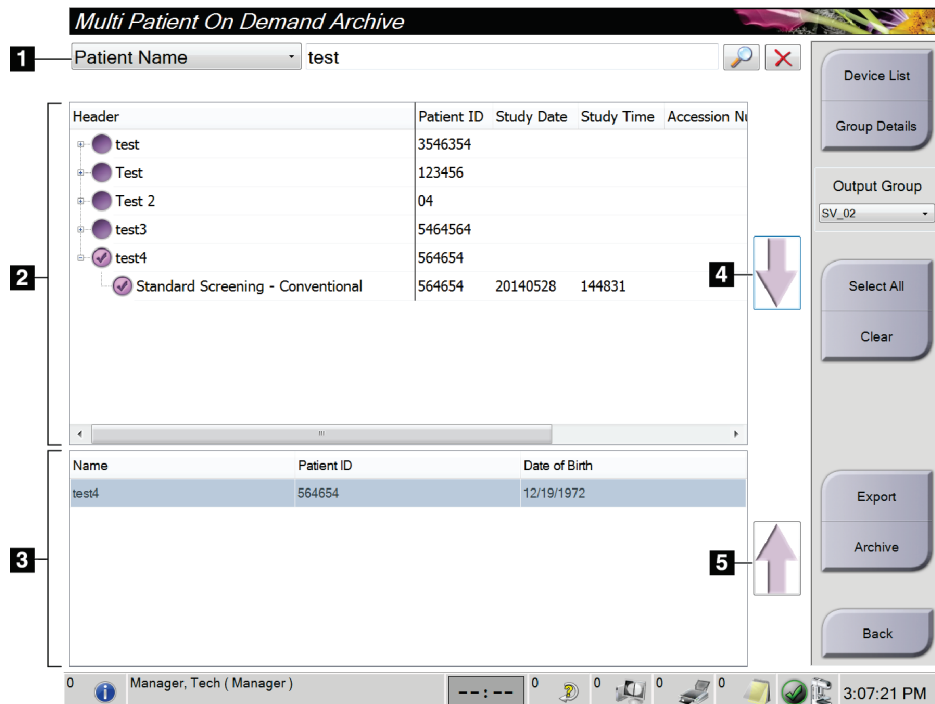 Multi Patient On Demand Archive
1 Patient Name test
Device List
Group Details
Header Patient ID Study Date Study Time Accession Nu
test 3546354
Test 123456
Test 2 04
test3 5464564
test4 564654
Standard Screening - Conventional 564654 20140528 144831
Output Group
SV_02
2
4
Select All
Clear
Name Patient ID Date of Birth
test4 564654 12/19/1972
3
5
Export
Archive
Back
0 Manager, Tech ( Manager ) --:-- 0 0 0 0 3:07:21 PM